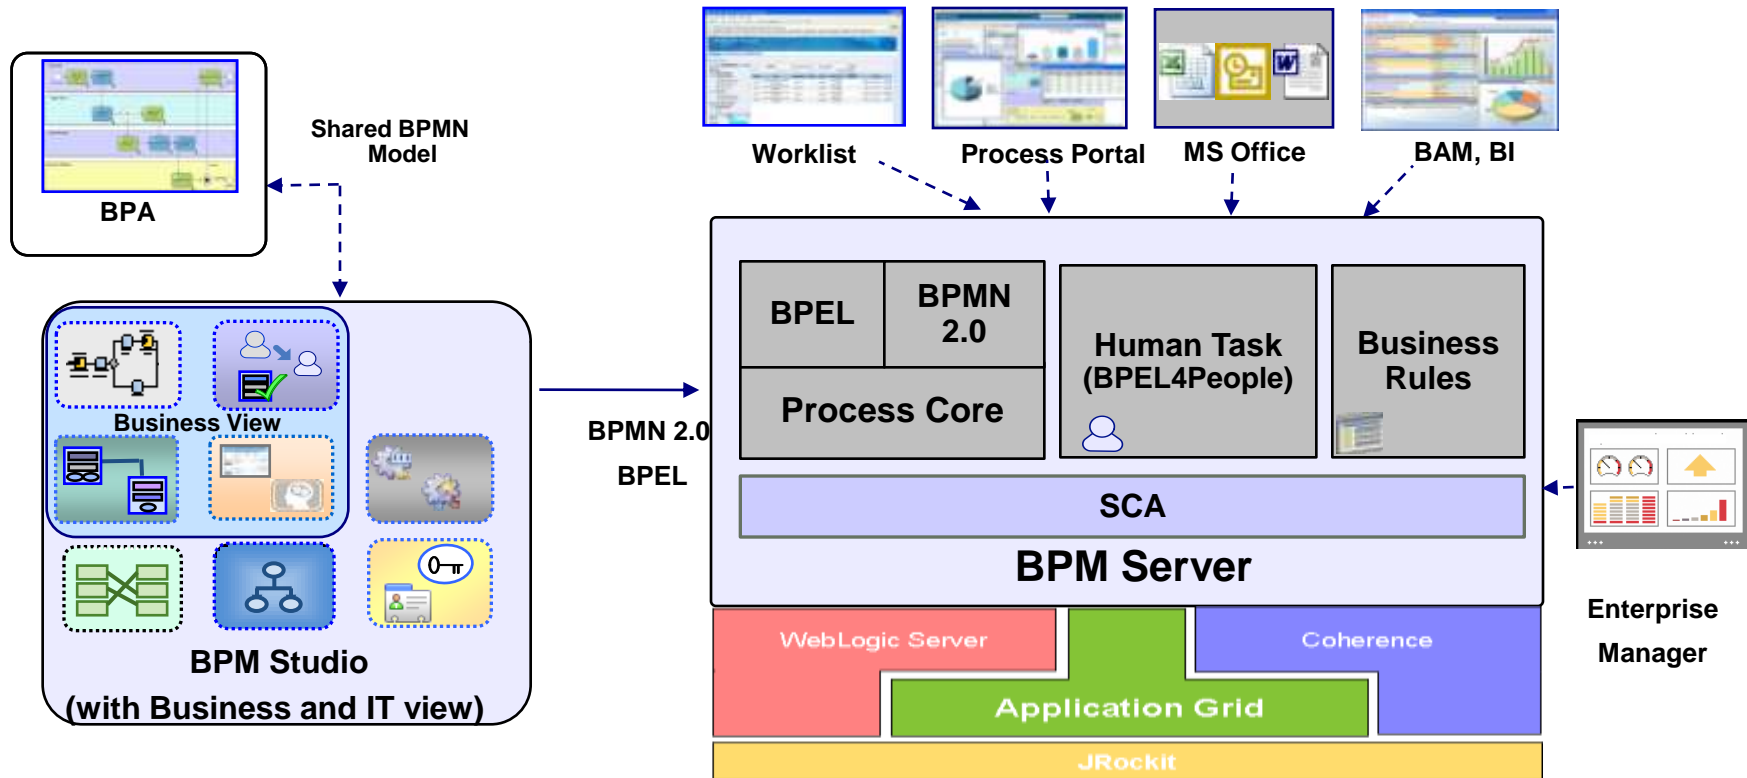 Shared BPMN
Model
BPA
Worklist
Process Portal
MS Office
BAM, BI
Business View
BPM Studio
(with Business and IT view)
BPMN 2.0
BPEL
BPEL
BPMN
2.0
Process Core
Human Task
(BPEL4People)
Business
Rules
SCA
BPM Server
WebLogic Server
Coherence
Application Grid
JRockit
Enterprise
Manager